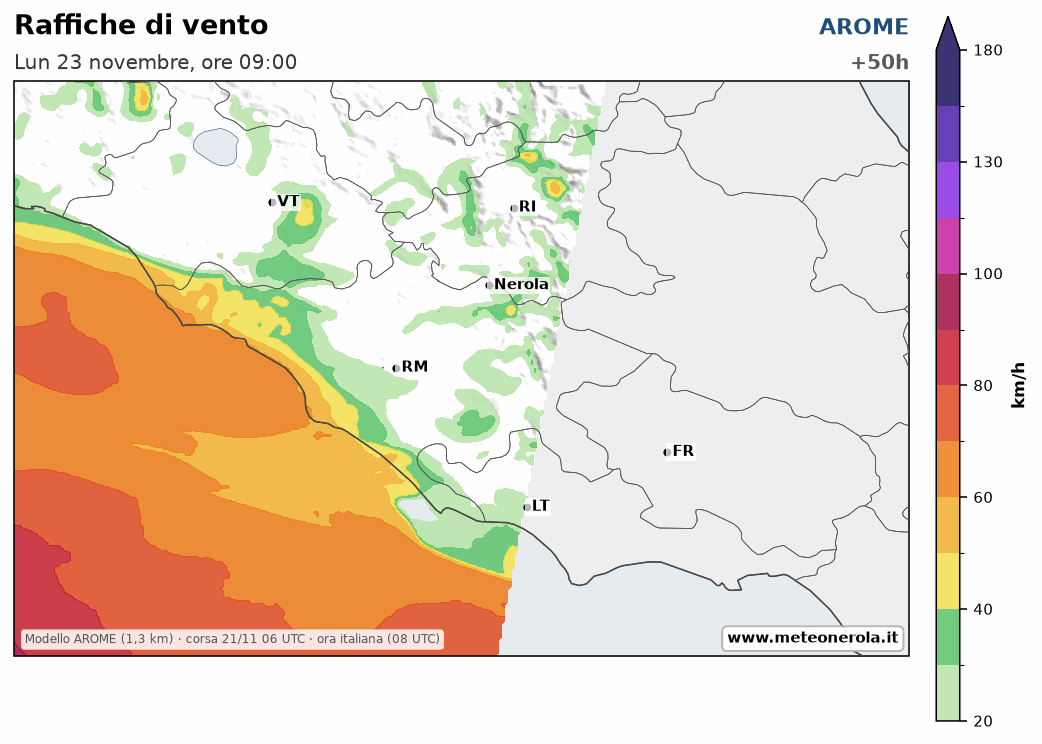 Raffiche di vento
AROME
Lun 23 novembre, ore 09:00
+50h
VT
RI
Nerola
RM
FR
LT
Modello AROME (1,3 km) · corsa 21/11 06 UTC · ora italiana (08 UTC)
www.meteonerola.it
180
130
100
80
60
40
20
km/h